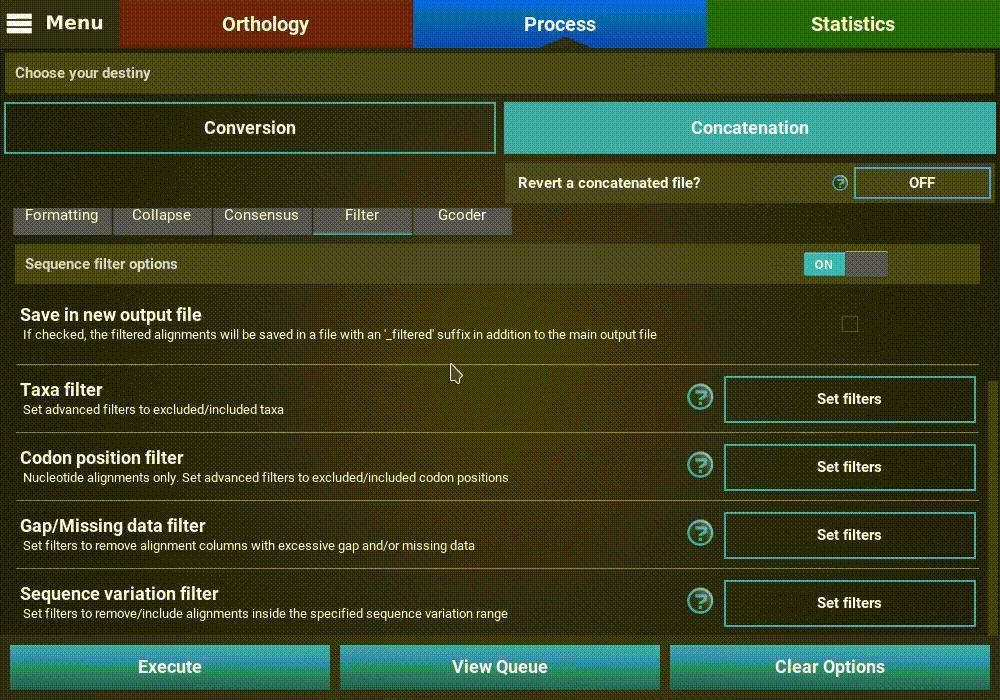 Menu Orthology Process Statistics
Choose your destiny
Conversion Concatenation
Revert a concatenated file? ? OFF
Formatting Collapse Consensus Filter Gcoder
Sequence filter options ON
Save in new output file
If checked, the filtered alignments will be saved in a file with an '_filtered' suffix in addition to the main output file
Taxa filter
Set advanced filters to excluded/included taxa
? Set filters
Codon position filter
Nucleotide alignments only. Set advanced filters to excluded/included codon positions
? Set filters
Gap/Missing data filter
Set filters to remove alignment columns with excessive gap and/or missing data
? Set filters
Sequence variation filter
Set filters to remove/include alignments inside the specified sequence variation range
? Set filters
Execute View Queue Clear Options